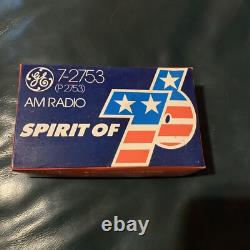 GE
7-2753
(P2753)
AM RADIO
SPIRIT OF 76